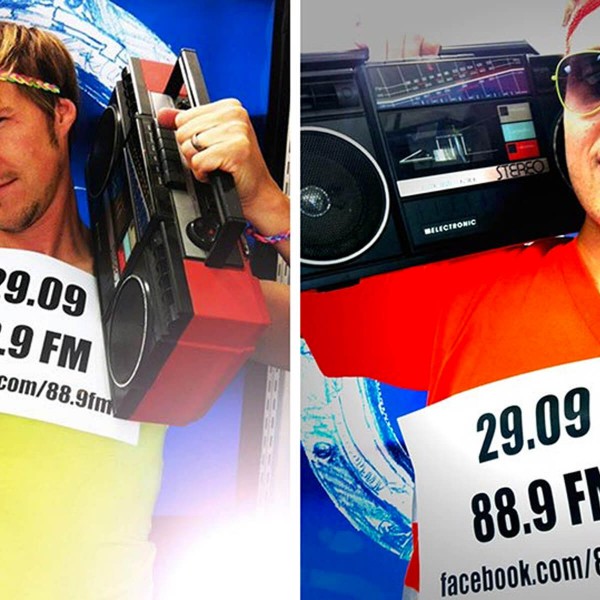 29.09
.9 FM
com/88.9fm
STEREO
ELECTRONIC
29.09
88.9 FM
facebook.com/8